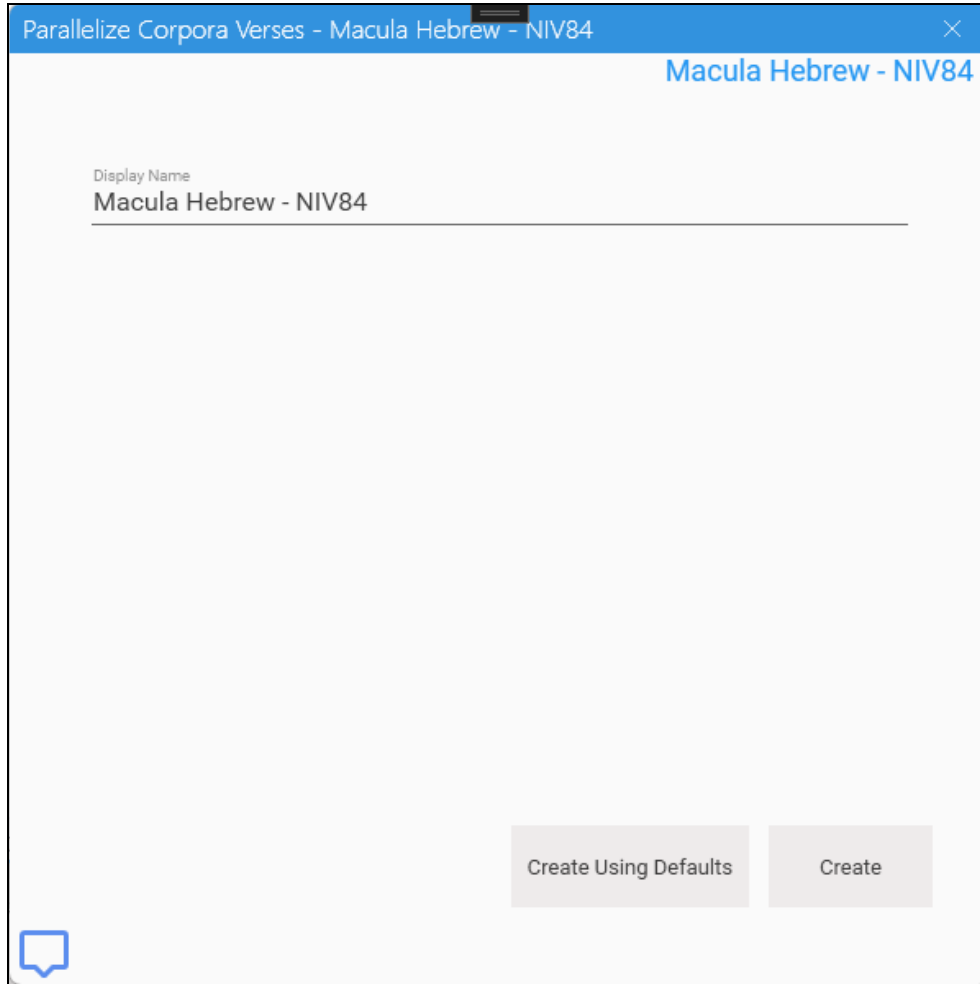 Parallelize Corpora Verses - Macula Hebrew - NIV84
Macula Hebrew - NIV84
Display Name
Macula Hebrew - NIV84
Create Using Defaults
Create